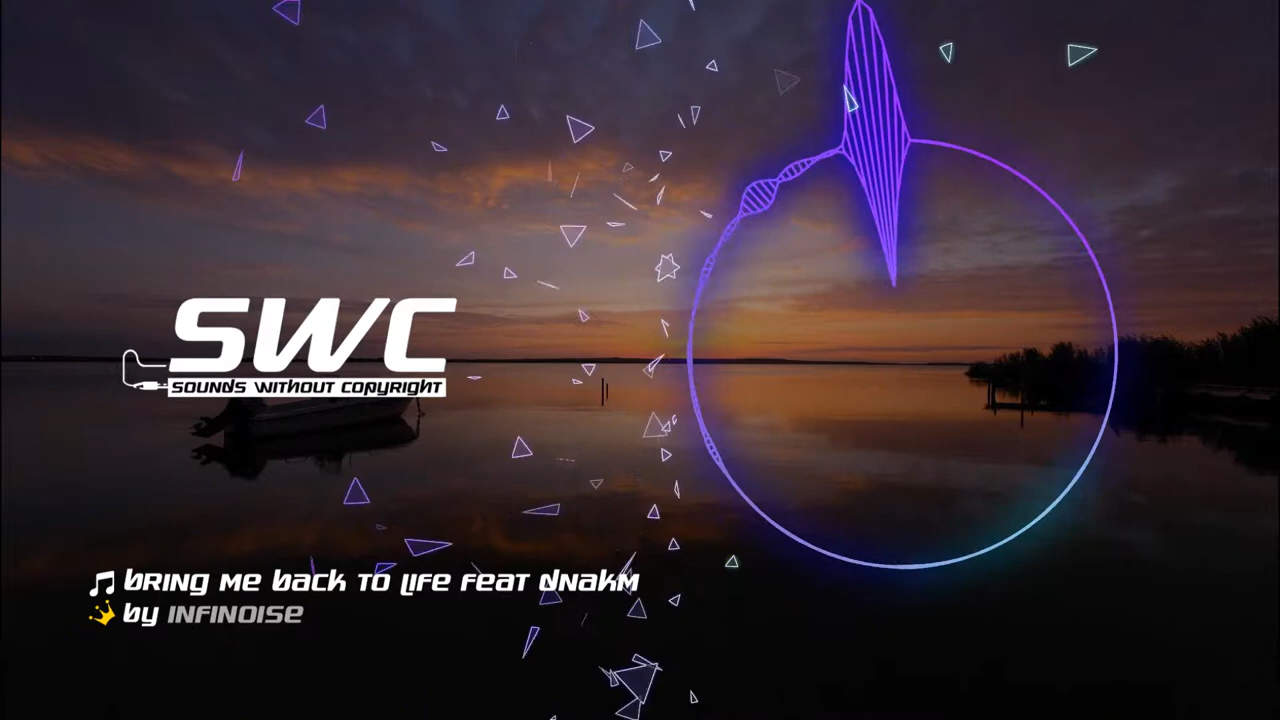 SWC
SOUNDS WITHOUT COPYRIGHT
BRING ME BACK TO LIFE FEAT DNAKM
by INFINOISE